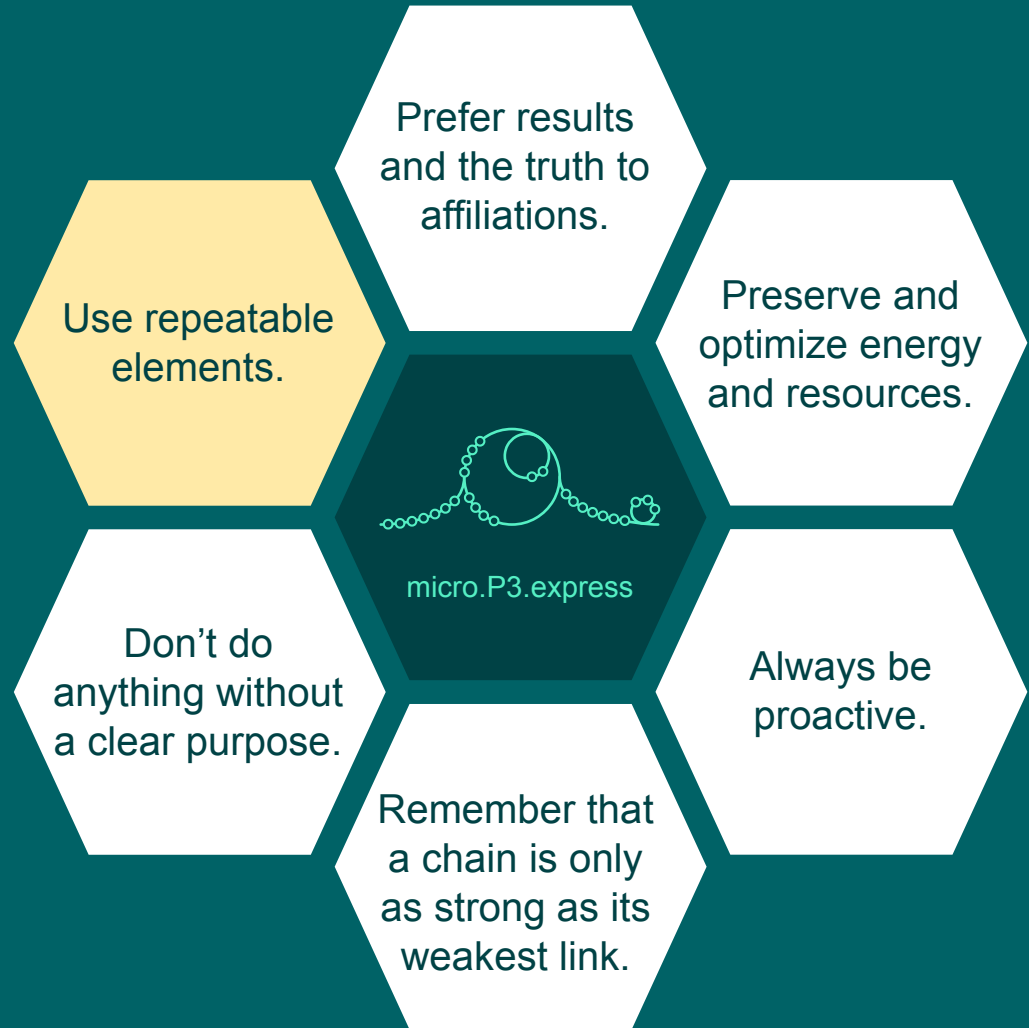 Prefer results
and the truth to
affiliations.
Preserve and
optimize energy
and resources.
Always be
proactive.
Remember that
a chain is only
as strong as its
weakest link.
Don’t do
anything without
a clear purpose.
Use repeatable
elements.
micro.P3.express